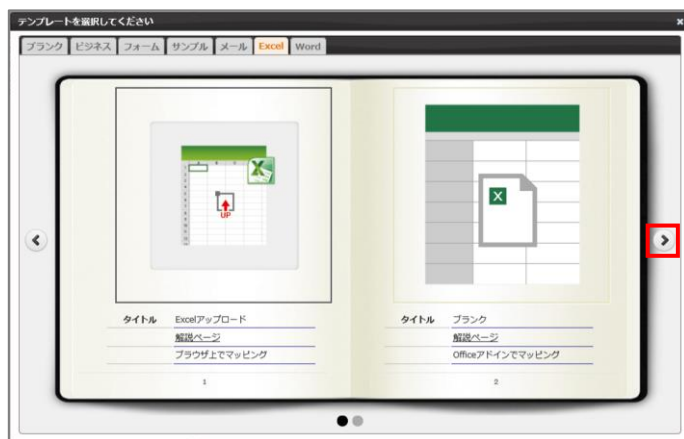 テンプレートを選択してください
ブランク ビジネス フォーム サンプル メール Excel Word
UP
タイトル Excelアップロード
解説ページ
ブラウザ上でマッピング
1
タイトル ブランク
解説ページ
Officeアドインでマッピング
2